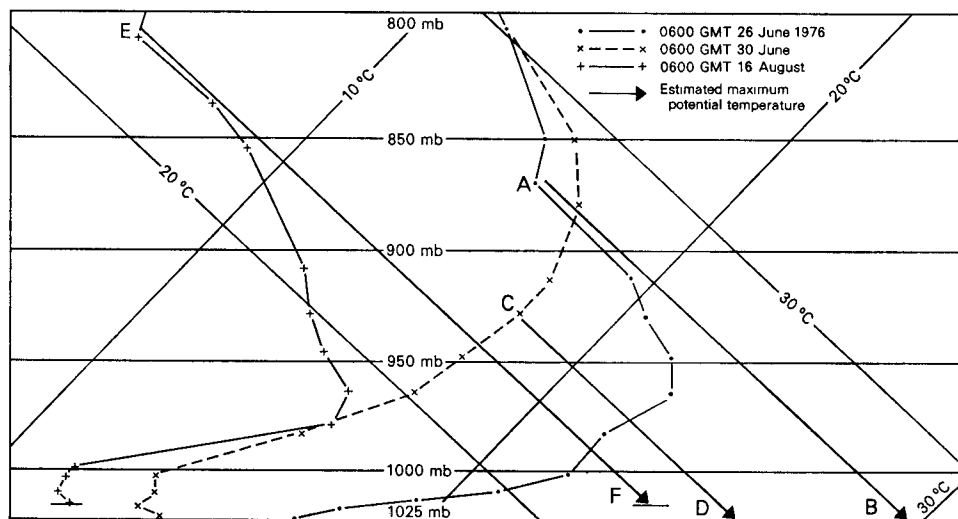 800 mb
E
10 °C
20 °C
0600 GMT 26 June 1976
0600 GMT 30 June
0600 GMT 16 August
Estimated maximum
potential temperature
20 °C
850 mb
A
900 mb
C
30 °C
950 mb
1000 mb
F
D
B
1025 mb
30 °C